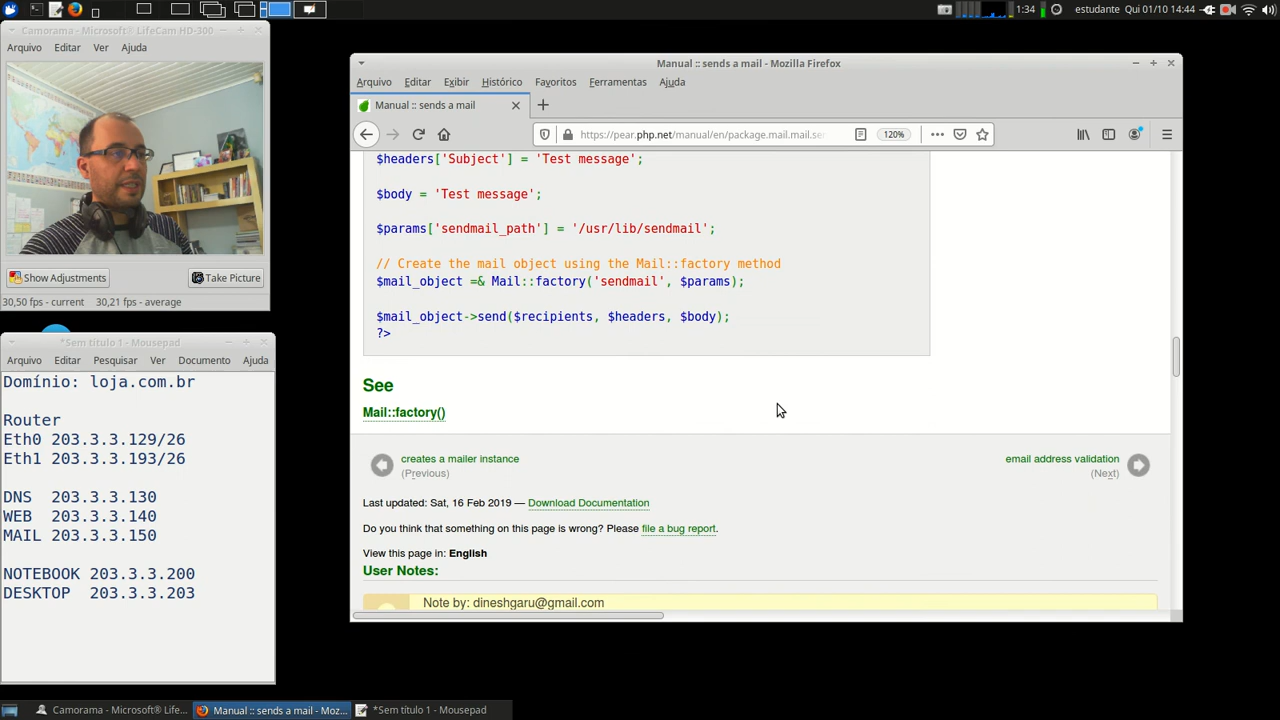 1:34
estudante
Qui 01/10 14:44
Camorama - Microsoft® LifeCam HD-300
Arquivo Editar Ver Ajuda
Show Adjustments
Take Picture
30,50 fps - current 30,21 fps - average
*Sem título 1 - Mousepad
Arquivo Editar Pesquisar Ver Documento Ajuda
Domínio: loja.com.br
Router
Eth0 203.3.3.129/26
Eth1 203.3.3.193/26
DNS 203.3.3.130
WEB 203.3.3.140
MAIL 203.3.3.150
NOTEBOOK 203.3.3.200
DESKTOP 203.3.3.203
Manual :: sends a mail - Mozilla Firefox
Arquivo Editar Exibir Histórico Favoritos Ferramentas Ajuda
Manual :: sends a mail
https://pear.php.net/manual/en/package.mail.mail.se
120%
$headers['Subject'] = 'Test message';
$body = 'Test message';
$params['sendmail_path'] = '/usr/lib/sendmail';
// Create the mail object using the Mail::factory method
$mail_object =& Mail::factory('sendmail', $params);
$mail_object->send($recipients, $headers, $body);
?>
See
Mail::factory()
creates a mailer instance
(Previous)
email address validation
(Next)
Last updated: Sat, 16 Feb 2019 — Download Documentation
Do you think that something on this page is wrong? Please file a bug report.
View this page in: English
User Notes:
Note by: dineshgaru@gmail.com
Camorama - Microsoft® Life...
Manual :: sends a mail - Moz...
*Sem título 1 - Mousepad